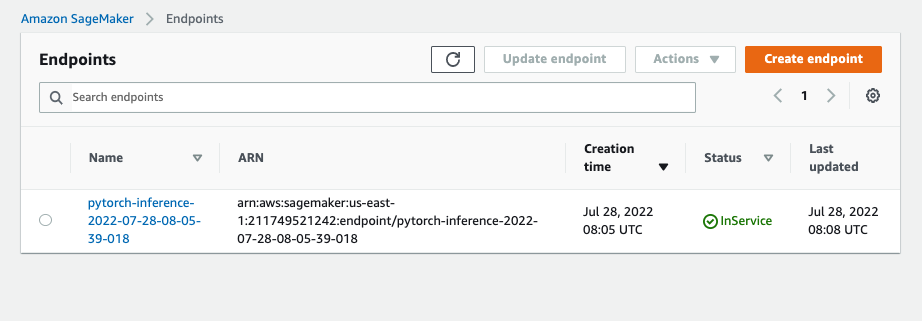 Amazon SageMaker > Endpoints
Endpoints
Update endpoint
Actions
Create endpoint
Search endpoints
1
Name
ARN
Creation time
Status
Last updated
pytorch-inference-
2022-07-28-08-05-
39-018
arn:aws:sagemaker:us-east-
1:211749521242:endpoint/pytorch-inference-2022-
07-28-08-05-39-018
Jul 28, 2022
08:05 UTC
InService
Jul 28, 2022
08:08 UTC